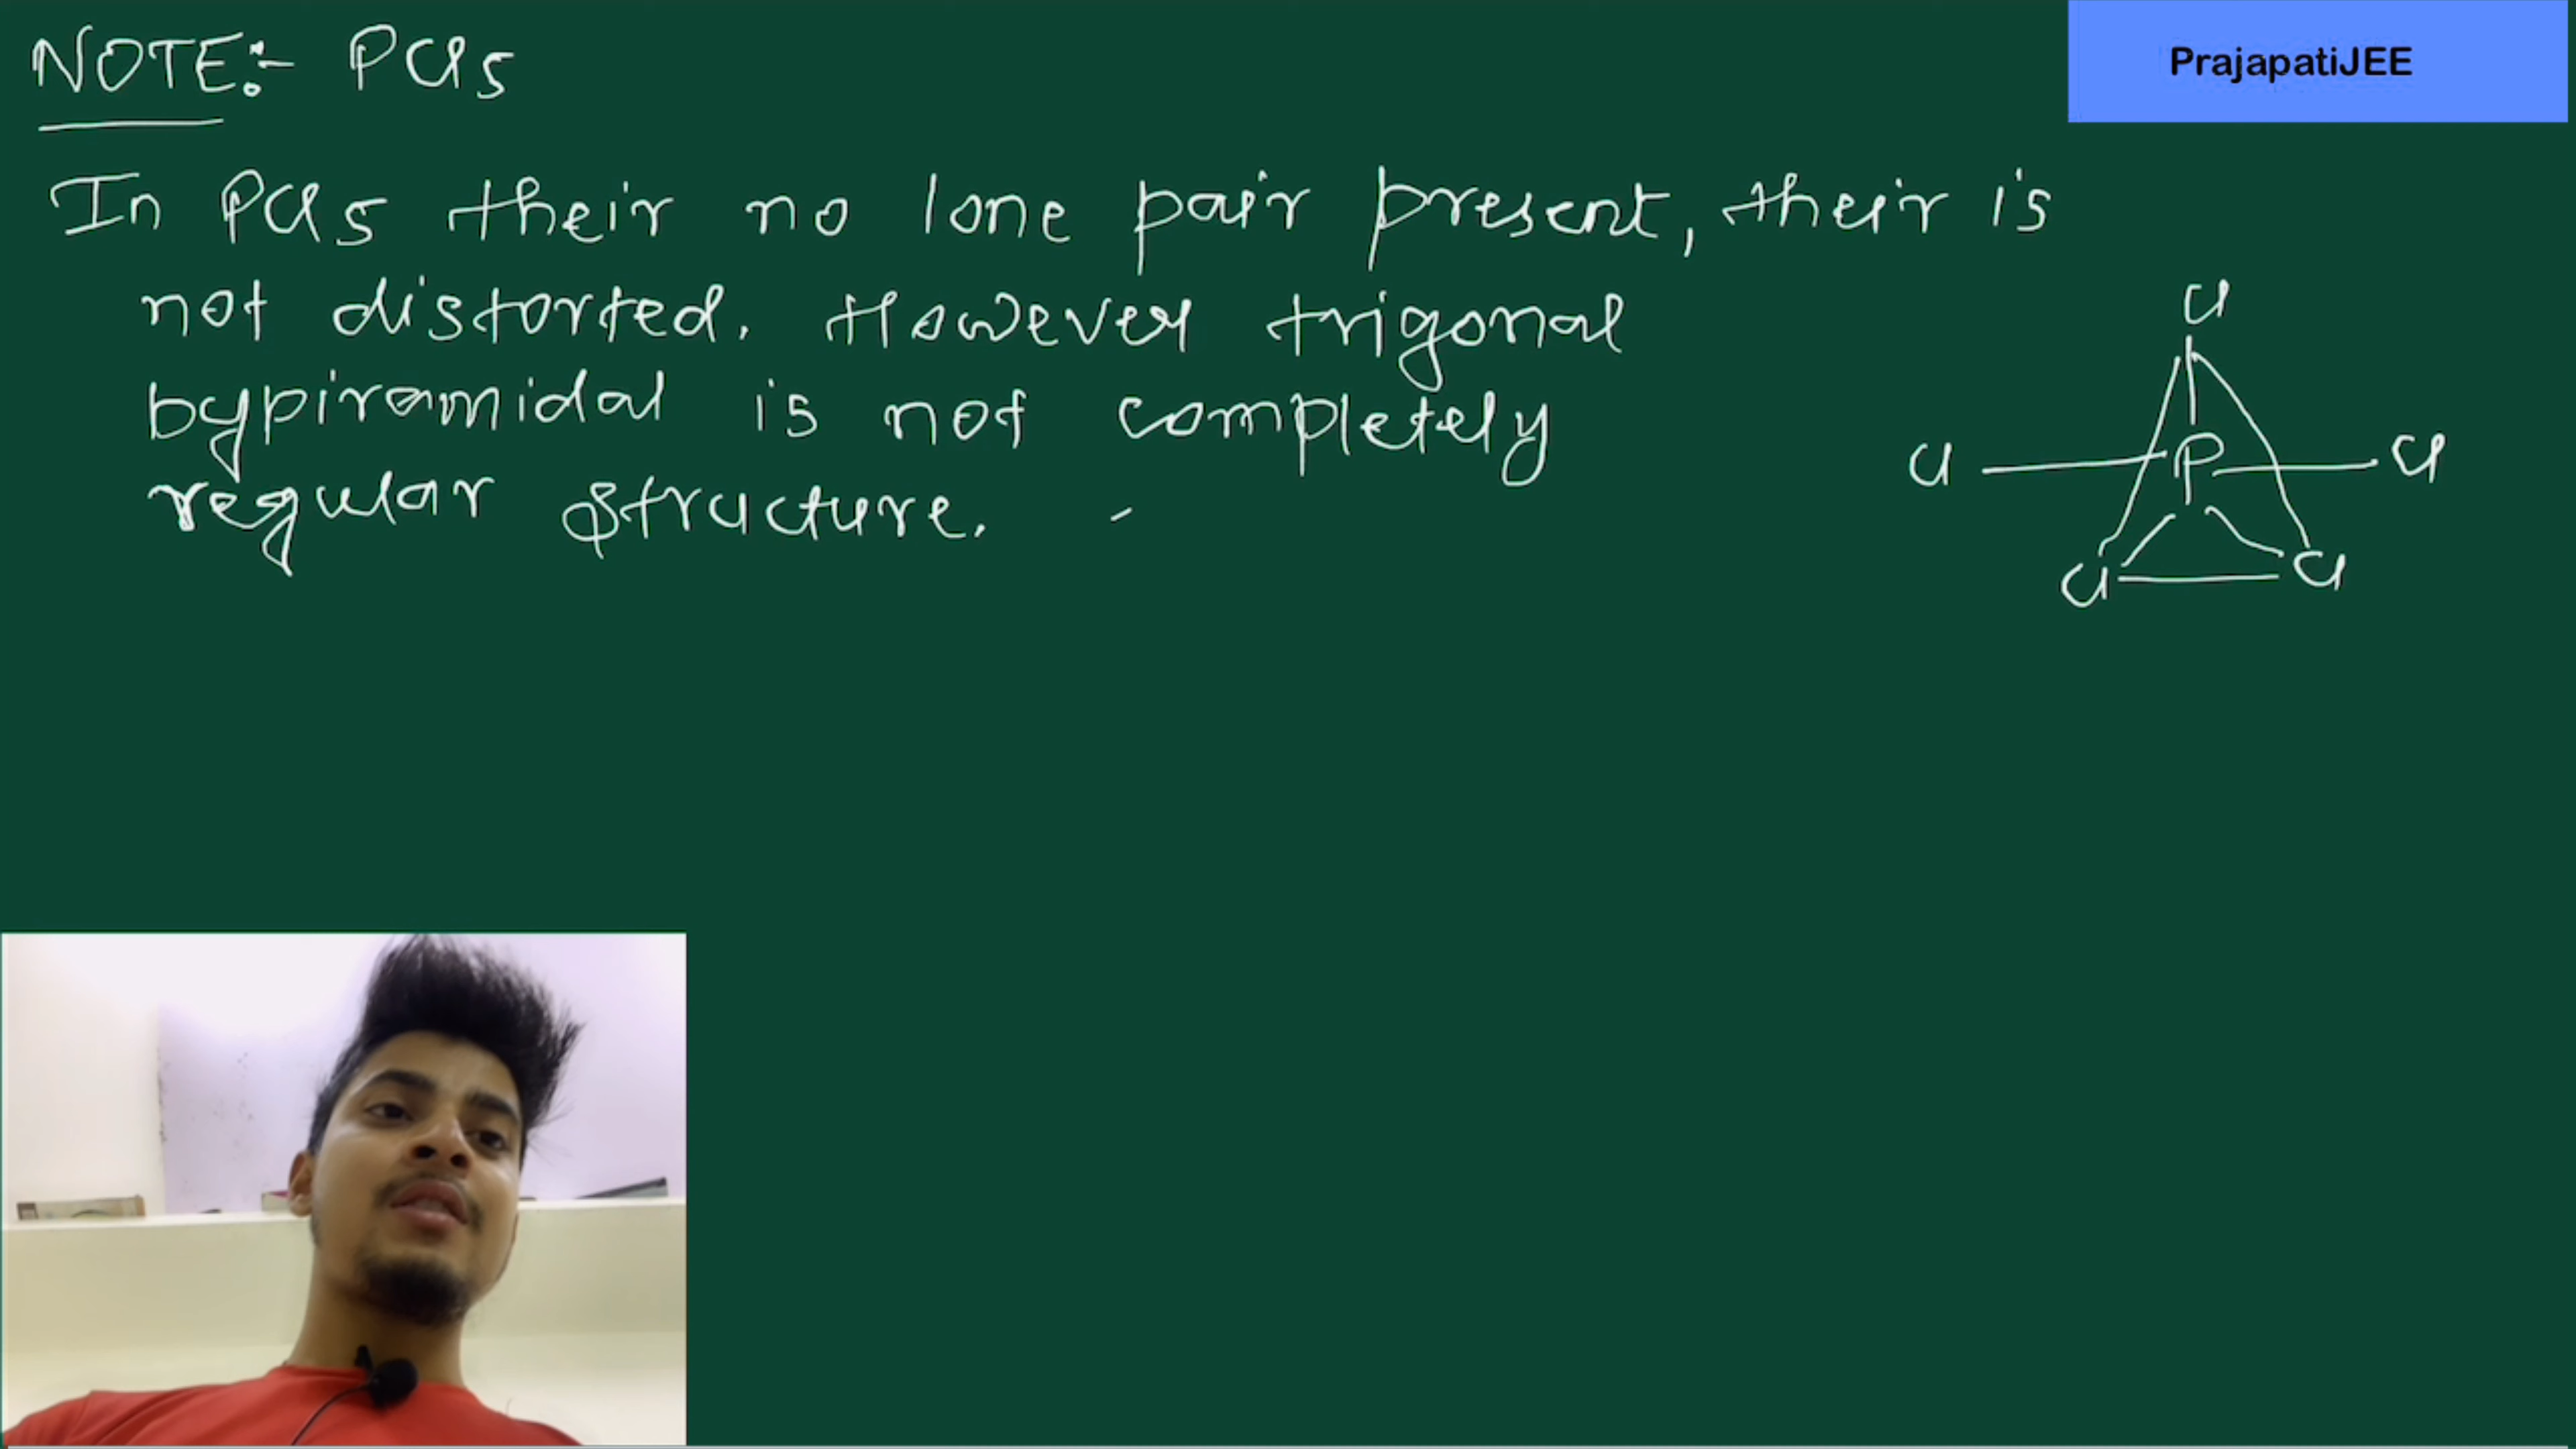 NOTE:- PCl5
PrajapatiJEE
In PCl5 their no lone pair present, their is
not distorted. However trigonal
bypiramidal is not completely
regular structure.
Cl
Cl P Cl
Cl Cl